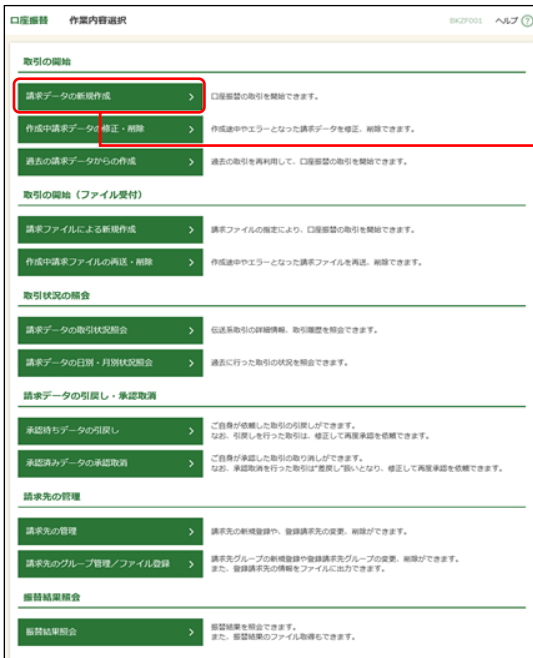 口座振替 作業内容選択 BKZF001 ヘルプ ?
取引の開始
請求データの新規作成 > 口座振替の取引を開始できます。
作成中請求データの修正・削除 > 作成途中やエラーとなった請求データを修正、削除できます。
過去の請求データからの作成 > 過去の取引を再利用して、口座振替の取引を開始できます。
取引の開始（ファイル受付）
請求ファイルによる新規作成 > 請求ファイルの指定により、口座振替の取引を開始できます。
作成中請求ファイルの再送・削除 > 作成途中やエラーとなった請求ファイルを再送、削除できます。
取引状況の照会
請求データの取引状況照会 > 伝送系取引の詳細情報、取引履歴を照会できます。
請求データの日別・月別状況照会 > 過去に行った取引の状況を照会できます。
請求データの引戻し・承認取消
承認待ちデータの引戻し > ご自身が依頼した取引の引戻しができます。
なお、引戻しを行った取引は、修正して再度承認を依頼できます。
承認済みデータの承認取消 > ご自身が承認した取引の取り消しができます。
なお、承認取消を行った取引は"差戻し"扱いとなり、修正して再度承認を依頼できます。
請求先の管理
請求先の管理 > 請求先の新規登録や、登録請求先の変更、削除ができます。
請求先のグループ管理／ファイル登録 > 請求先グループの新規登録や登録請求先グループの変更、削除ができます。
また、登録請求先の情報をファイルに出力できます。
振替結果照会
振替結果照会 > 振替結果を照会できます。
また、振替結果のファイル取得もできます。